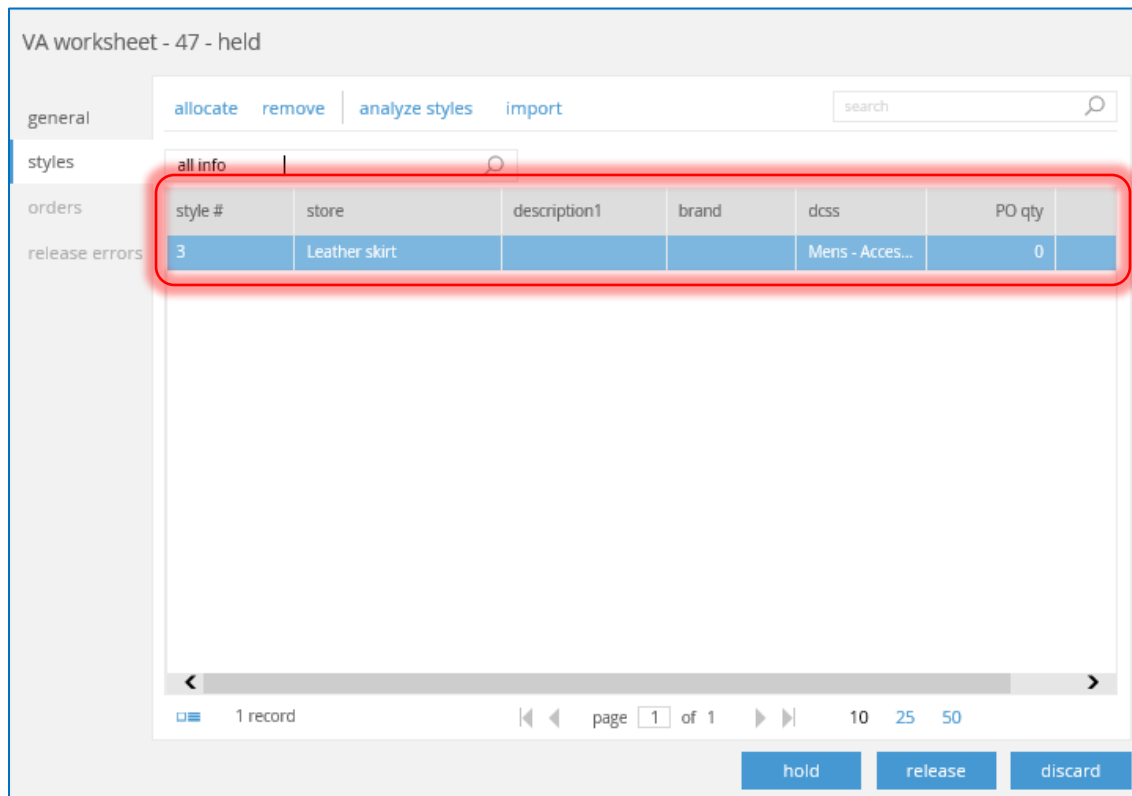 VA worksheet - 47 - held
general
styles
orders
release errors
allocate remove analyze styles import search
all info
style # store description1 brand dcss PO qty
3 Leather skirt Mens - Acces... 0
1 record page 1 of 1 10 25 50
hold release discard